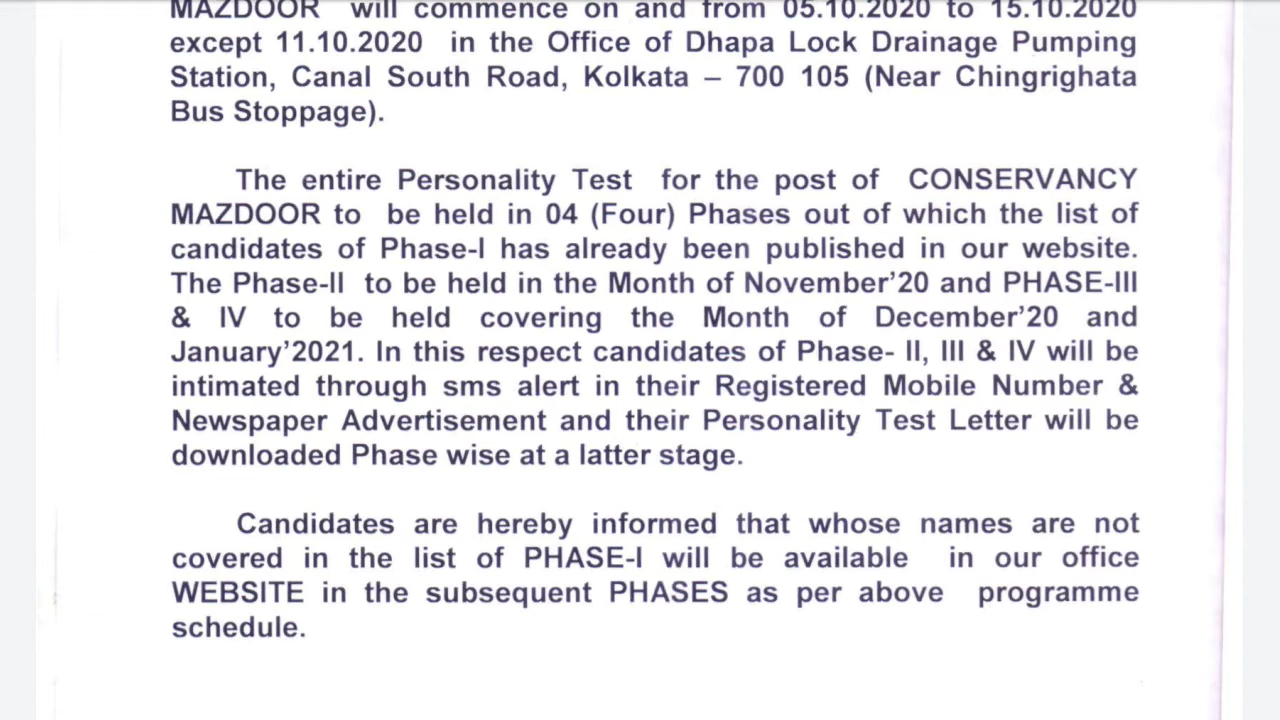 MAZDOOR will commence on and from 05.10.2020 to 15.10.2020
except 11.10.2020 in the Office of Dhapa Lock Drainage Pumping
Station, Canal South Road, Kolkata – 700 105 (Near Chingrighata
Bus Stoppage).
The entire Personality Test for the post of CONSERVANCY
MAZDOOR to be held in 04 (Four) Phases out of which the list of
candidates of Phase-I has already been published in our website.
The Phase-II to be held in the Month of November'20 and PHASE-III
& IV to be held covering the Month of December'20 and
January'2021. In this respect candidates of Phase- II, III & IV will be
intimated through sms alert in their Registered Mobile Number &
Newspaper Advertisement and their Personality Test Letter will be
downloaded Phase wise at a latter stage.
Candidates are hereby informed that whose names are not
covered in the list of PHASE-I will be available in our office
WEBSITE in the subsequent PHASES as per above programme
schedule.